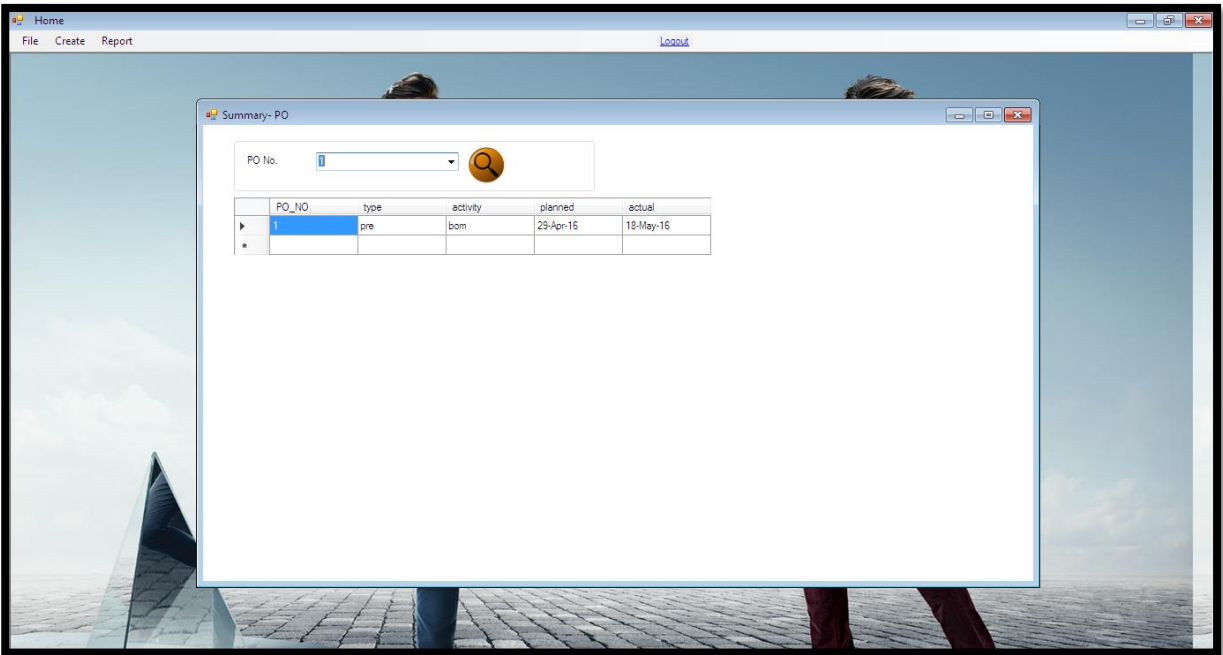 Home
File Create Report Logout
Summary- PO
PO No. 1
PO_NO type activity planned actual
1 pre bom 29-Apr-16 18-May-16